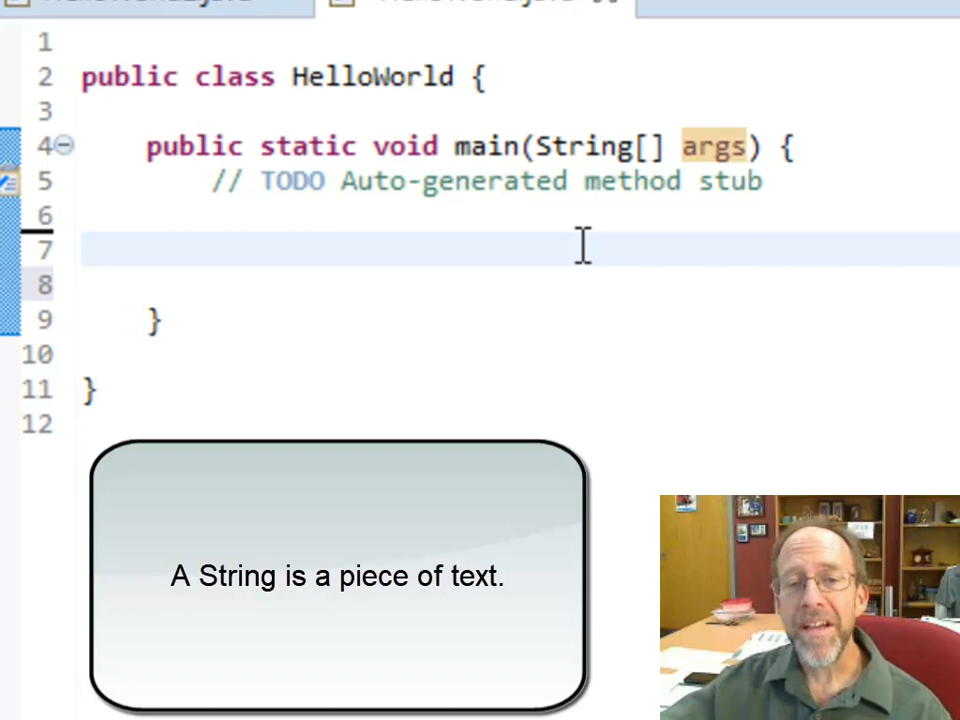 1
2 public class HelloWorld {
3
4 public static void main(String[] args) {
5 // TODO Auto-generated method stub
6
7
8
9 }
10
11 }
12
A String is a piece of text.